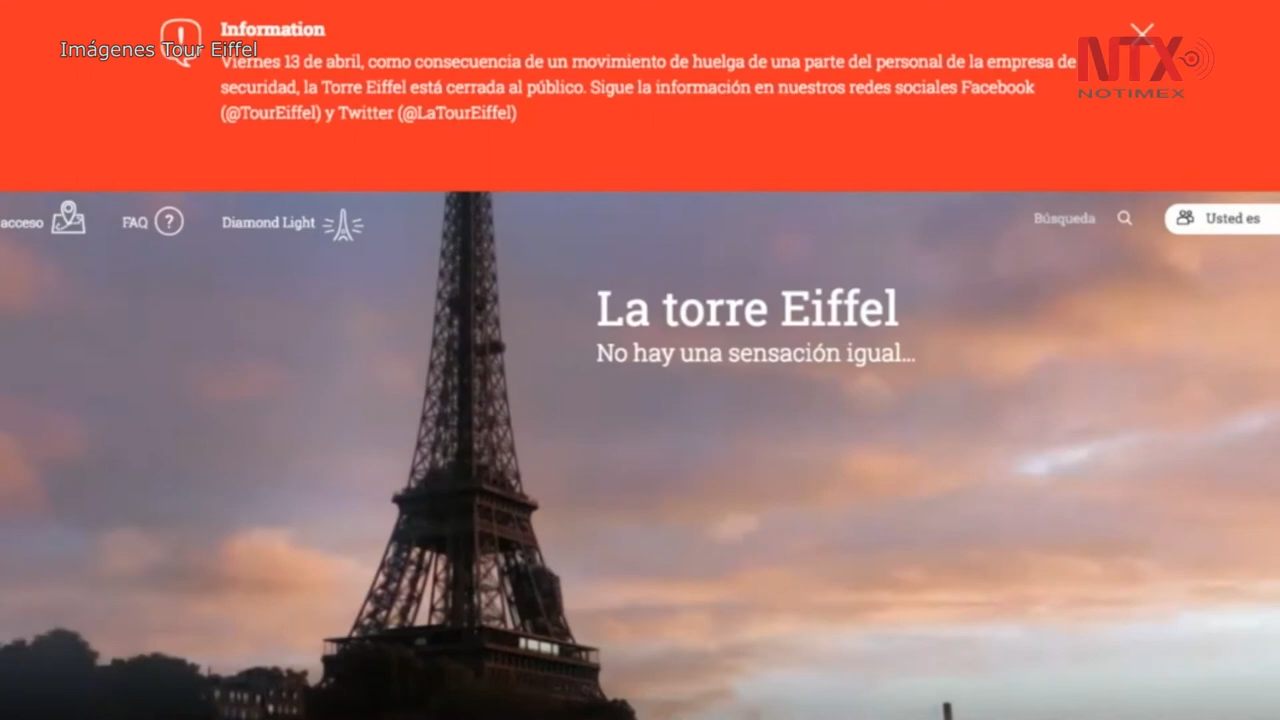 Information
Imágenes Tour Eiffel
Viernes 13 de abril, como consecuencia de un movimiento de huelga de una parte del personal de la empresa de
seguridad, la Torre Eiffel está cerrada al público. Sigue la información en nuestros redes sociales Facebook
(@TourEiffel) y Twitter (@LaTourEiffel)
NTX
NOTIMEX
acceso
FAQ ?
Diamond Light
Búsqueda
Usted es
La torre Eiffel
No hay una sensación igual...